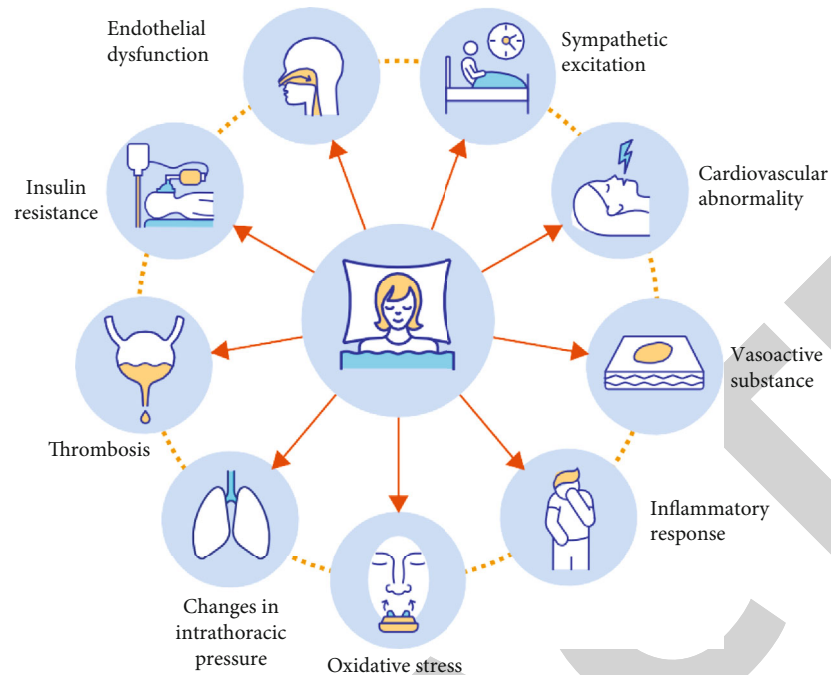 Endothelial
dysfunction
Sympathetic
excitation
Cardiovascular
abnormality
Insulin
resistance
Vasoactive
substance
Thrombosis
Inflammatory
response
Changes in
intrathoracic
pressure
Oxidative stress